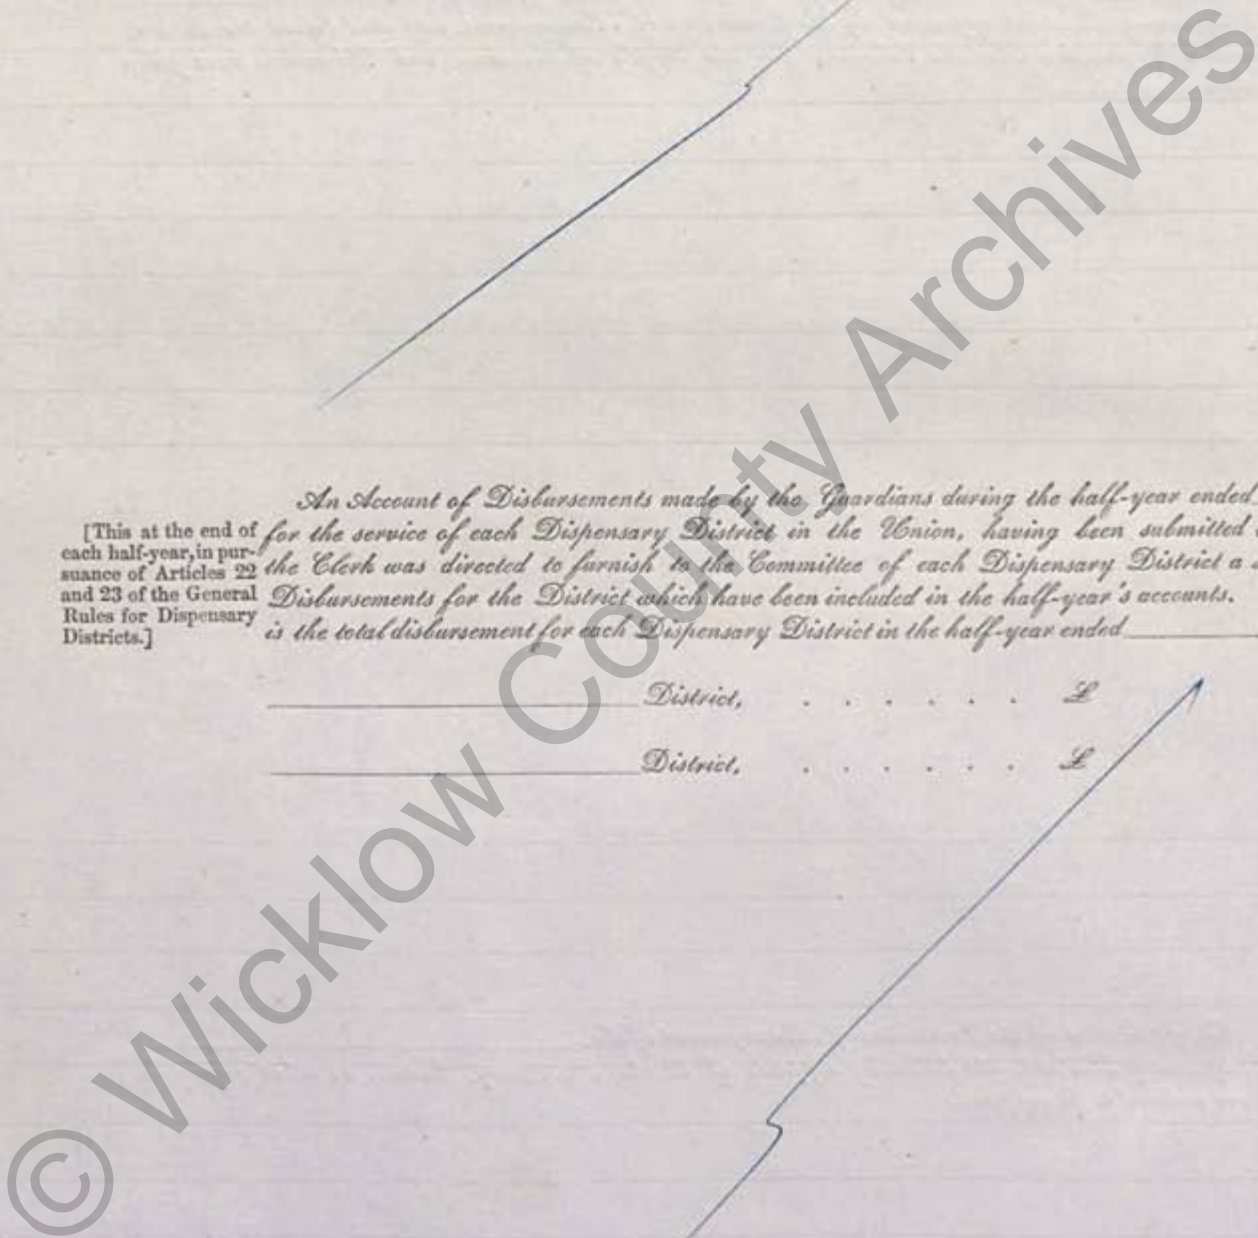 An Account of Disbursements made by the Guardians during the half-year ended
[This at the end of each half-year, in pur-
suance of Articles 22
and 23 of the General
Rules for Dispensary
Districts.]
for the service of each Dispensary District in the Union, having been submitted
the Clerk was directed to furnish to the Committee of each Dispensary District a
Disbursements for the District which have been included in the half-year's accounts.
is the total disbursement for each Dispensary District in the half-year ended
District, . . . . . . £
District, . . . . . . £
© Wicklow County Archives